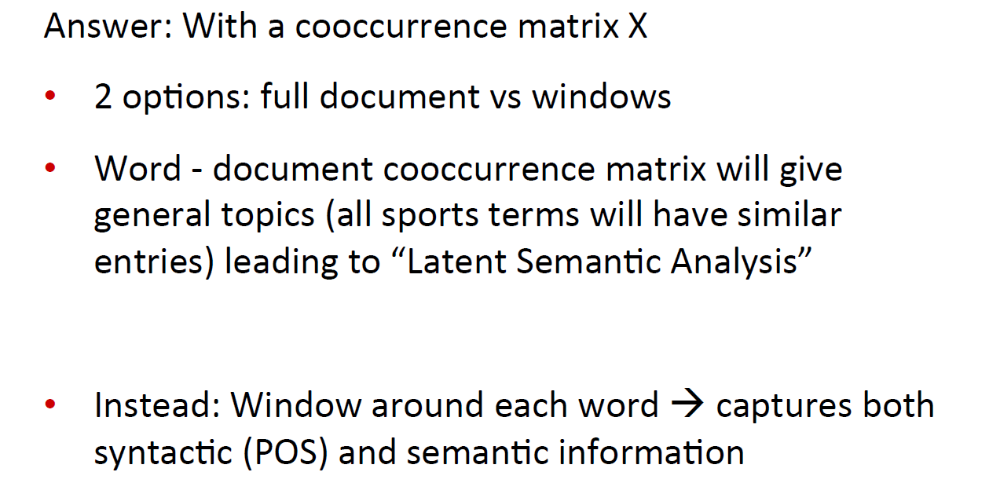 Answer: With a cooccurrence matrix X
• 2 options: full document vs windows
• Word - document cooccurrence matrix will give
general topics (all sports terms will have similar
entries) leading to “Latent Semantic Analysis”
• Instead: Window around each word → captures both
syntactic (POS) and semantic information